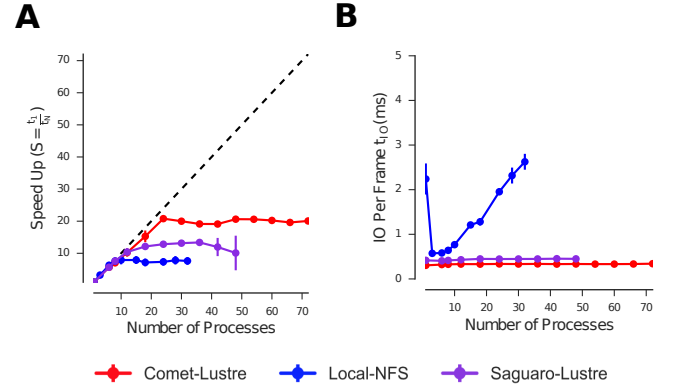 A
B
70
60
50
40
30
20
10
Speed Up (S = t1/tN)
10 20 30 40 50 60 70
Number of Processes
5
4
3
2
1
0
IO Per Frame tIO(ms)
10 20 30 40 50 60 70
Number of Processes
Comet-Lustre Local-NFS Saguaro-Lustre